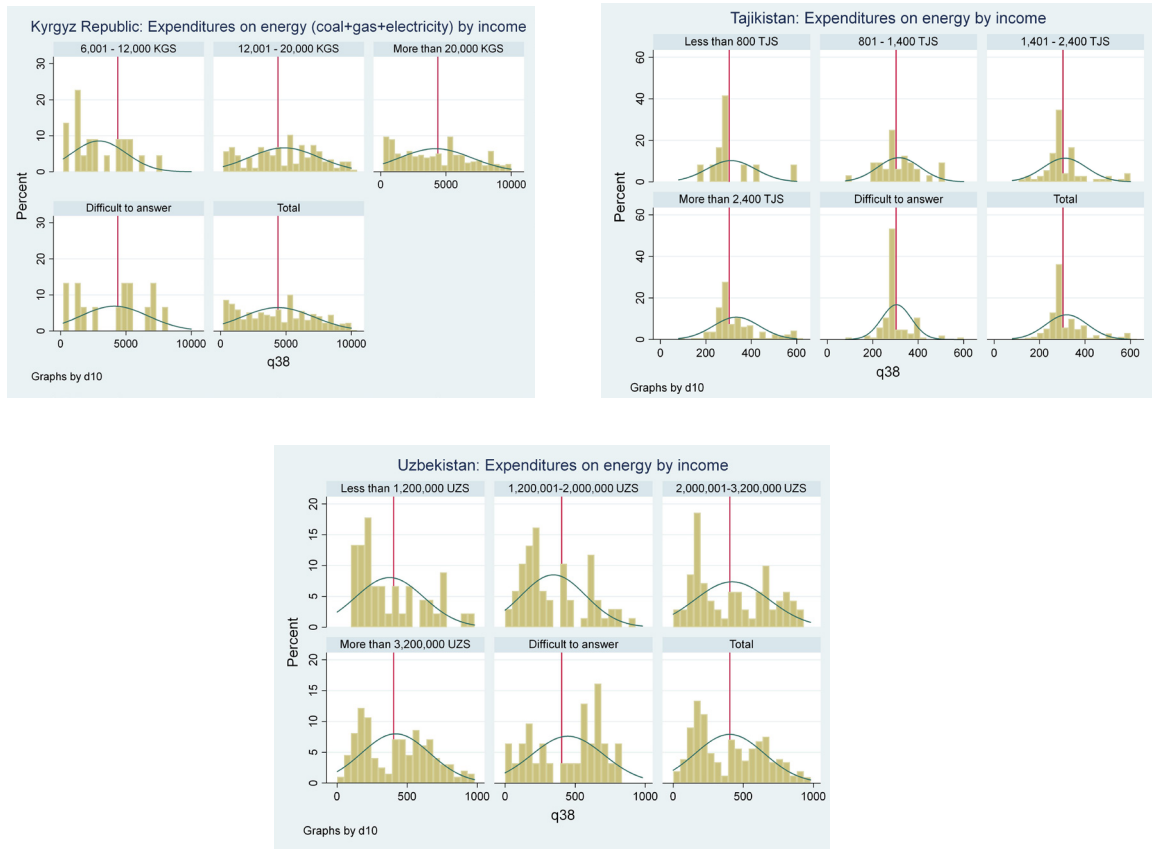 Kyrgyz Republic: Expenditures on energy (coal+gas+electricity) by income
6,001 - 12,000 KGS
12,001 - 20,000 KGS
More than 20,000 KGS
30
20
10
0
Difficult to answer
Total
30
20
10
0
Percent
0
5000
10000
0
5000
10000
0
5000
10000
q38
Graphs by d10
Tajikistan: Expenditures on energy by income
Less than 800 TJS
801 - 1,400 TJS
1,401 - 2,400 TJS
60
40
20
0
More than 2,400 TJS
Difficult to answer
Total
60
40
20
0
Percent
0
200
400
600
0
200
400
600
0
200
400
600
q38
Graphs by d10
Uzbekistan: Expenditures on energy by income
Less than 1,200,000 UZS
1,200,001-2,000,000 UZS
2,000,001-3,200,000 UZS
20
15
10
5
0
More than 3,200,000 UZS
Difficult to answer
Total
20
15
10
5
0
Percent
0
500
1000
0
500
1000
0
500
1000
q38
Graphs by d10